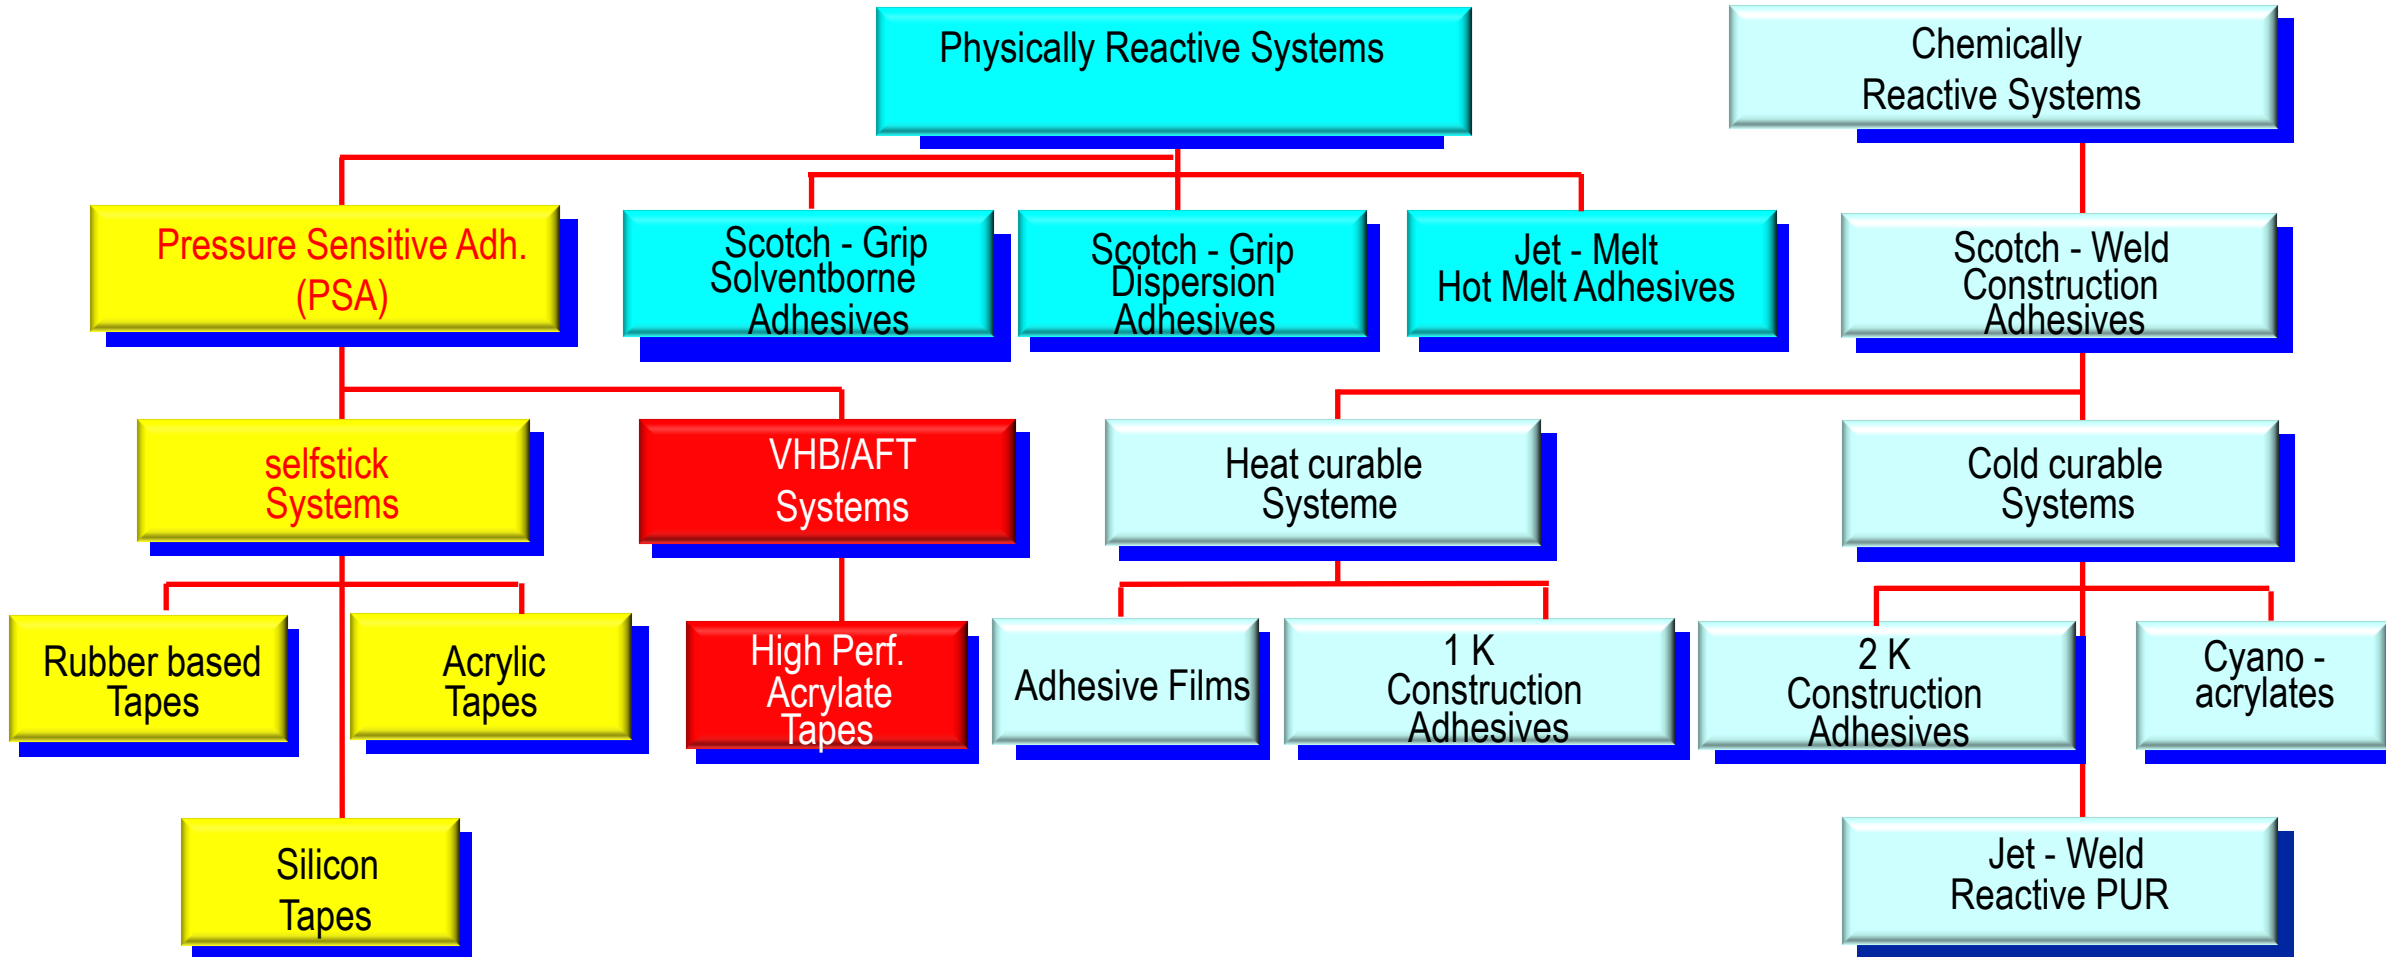 Physically Reactive Systems
Chemically
Reactive Systems
Pressure Sensitive Adh.
(PSA)
Scotch - Grip
Solventborne
Adhesives
Scotch - Grip
Dispersion
Adhesives
Jet - Melt
Hot Melt Adhesives
Scotch - Weld
Construction
Adhesives
selfstick
Systems
VHB/AFT
Systems
Heat curable
Systeme
Cold curable
Systems
Rubber based
Tapes
Acrylic
Tapes
High Perf.
Acrylate
Tapes
Adhesive Films
1 K
Construction
Adhesives
2 K
Construction
Adhesives
Cyano -
acrylates
Silicon
Tapes
Jet - Weld
Reactive PUR